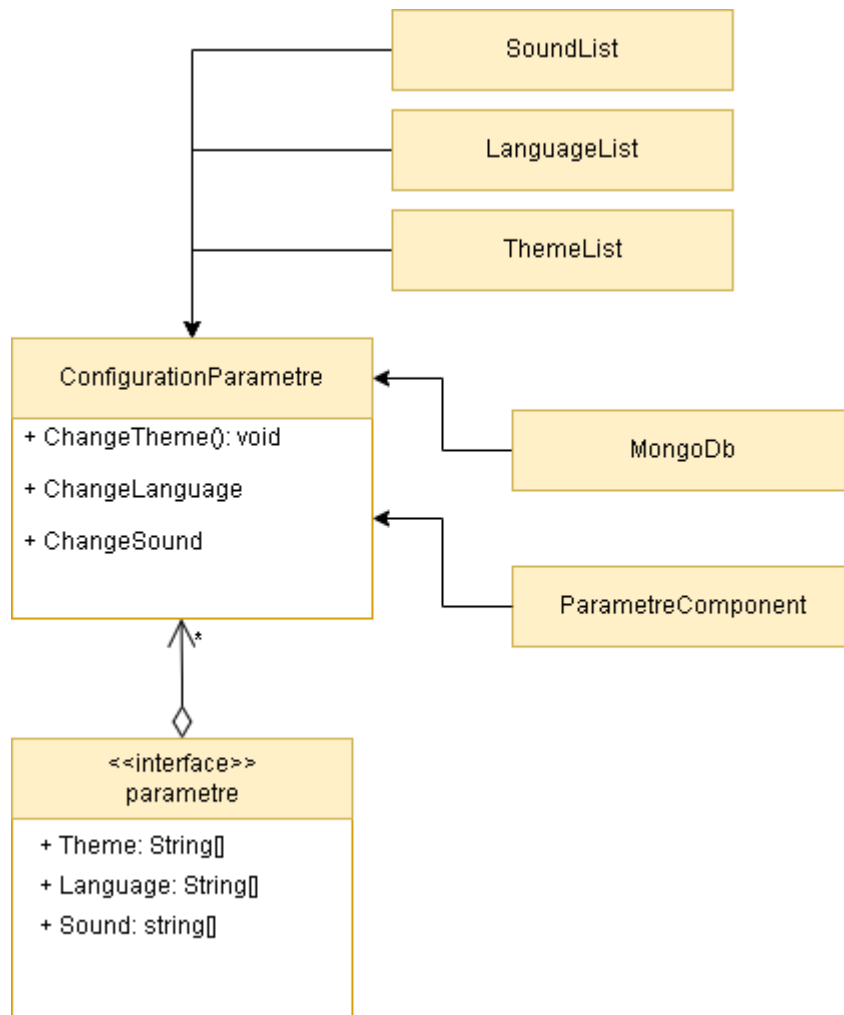 SoundList
LanguageList
ThemeList
ConfigurationParametre
+ ChangeTheme(): void
+ ChangeLanguage
+ ChangeSound
MongoDb
ParametreComponent
*
<<interface>>
parametre
+ Theme: String[]
+ Language: String[]
+ Sound: string[]